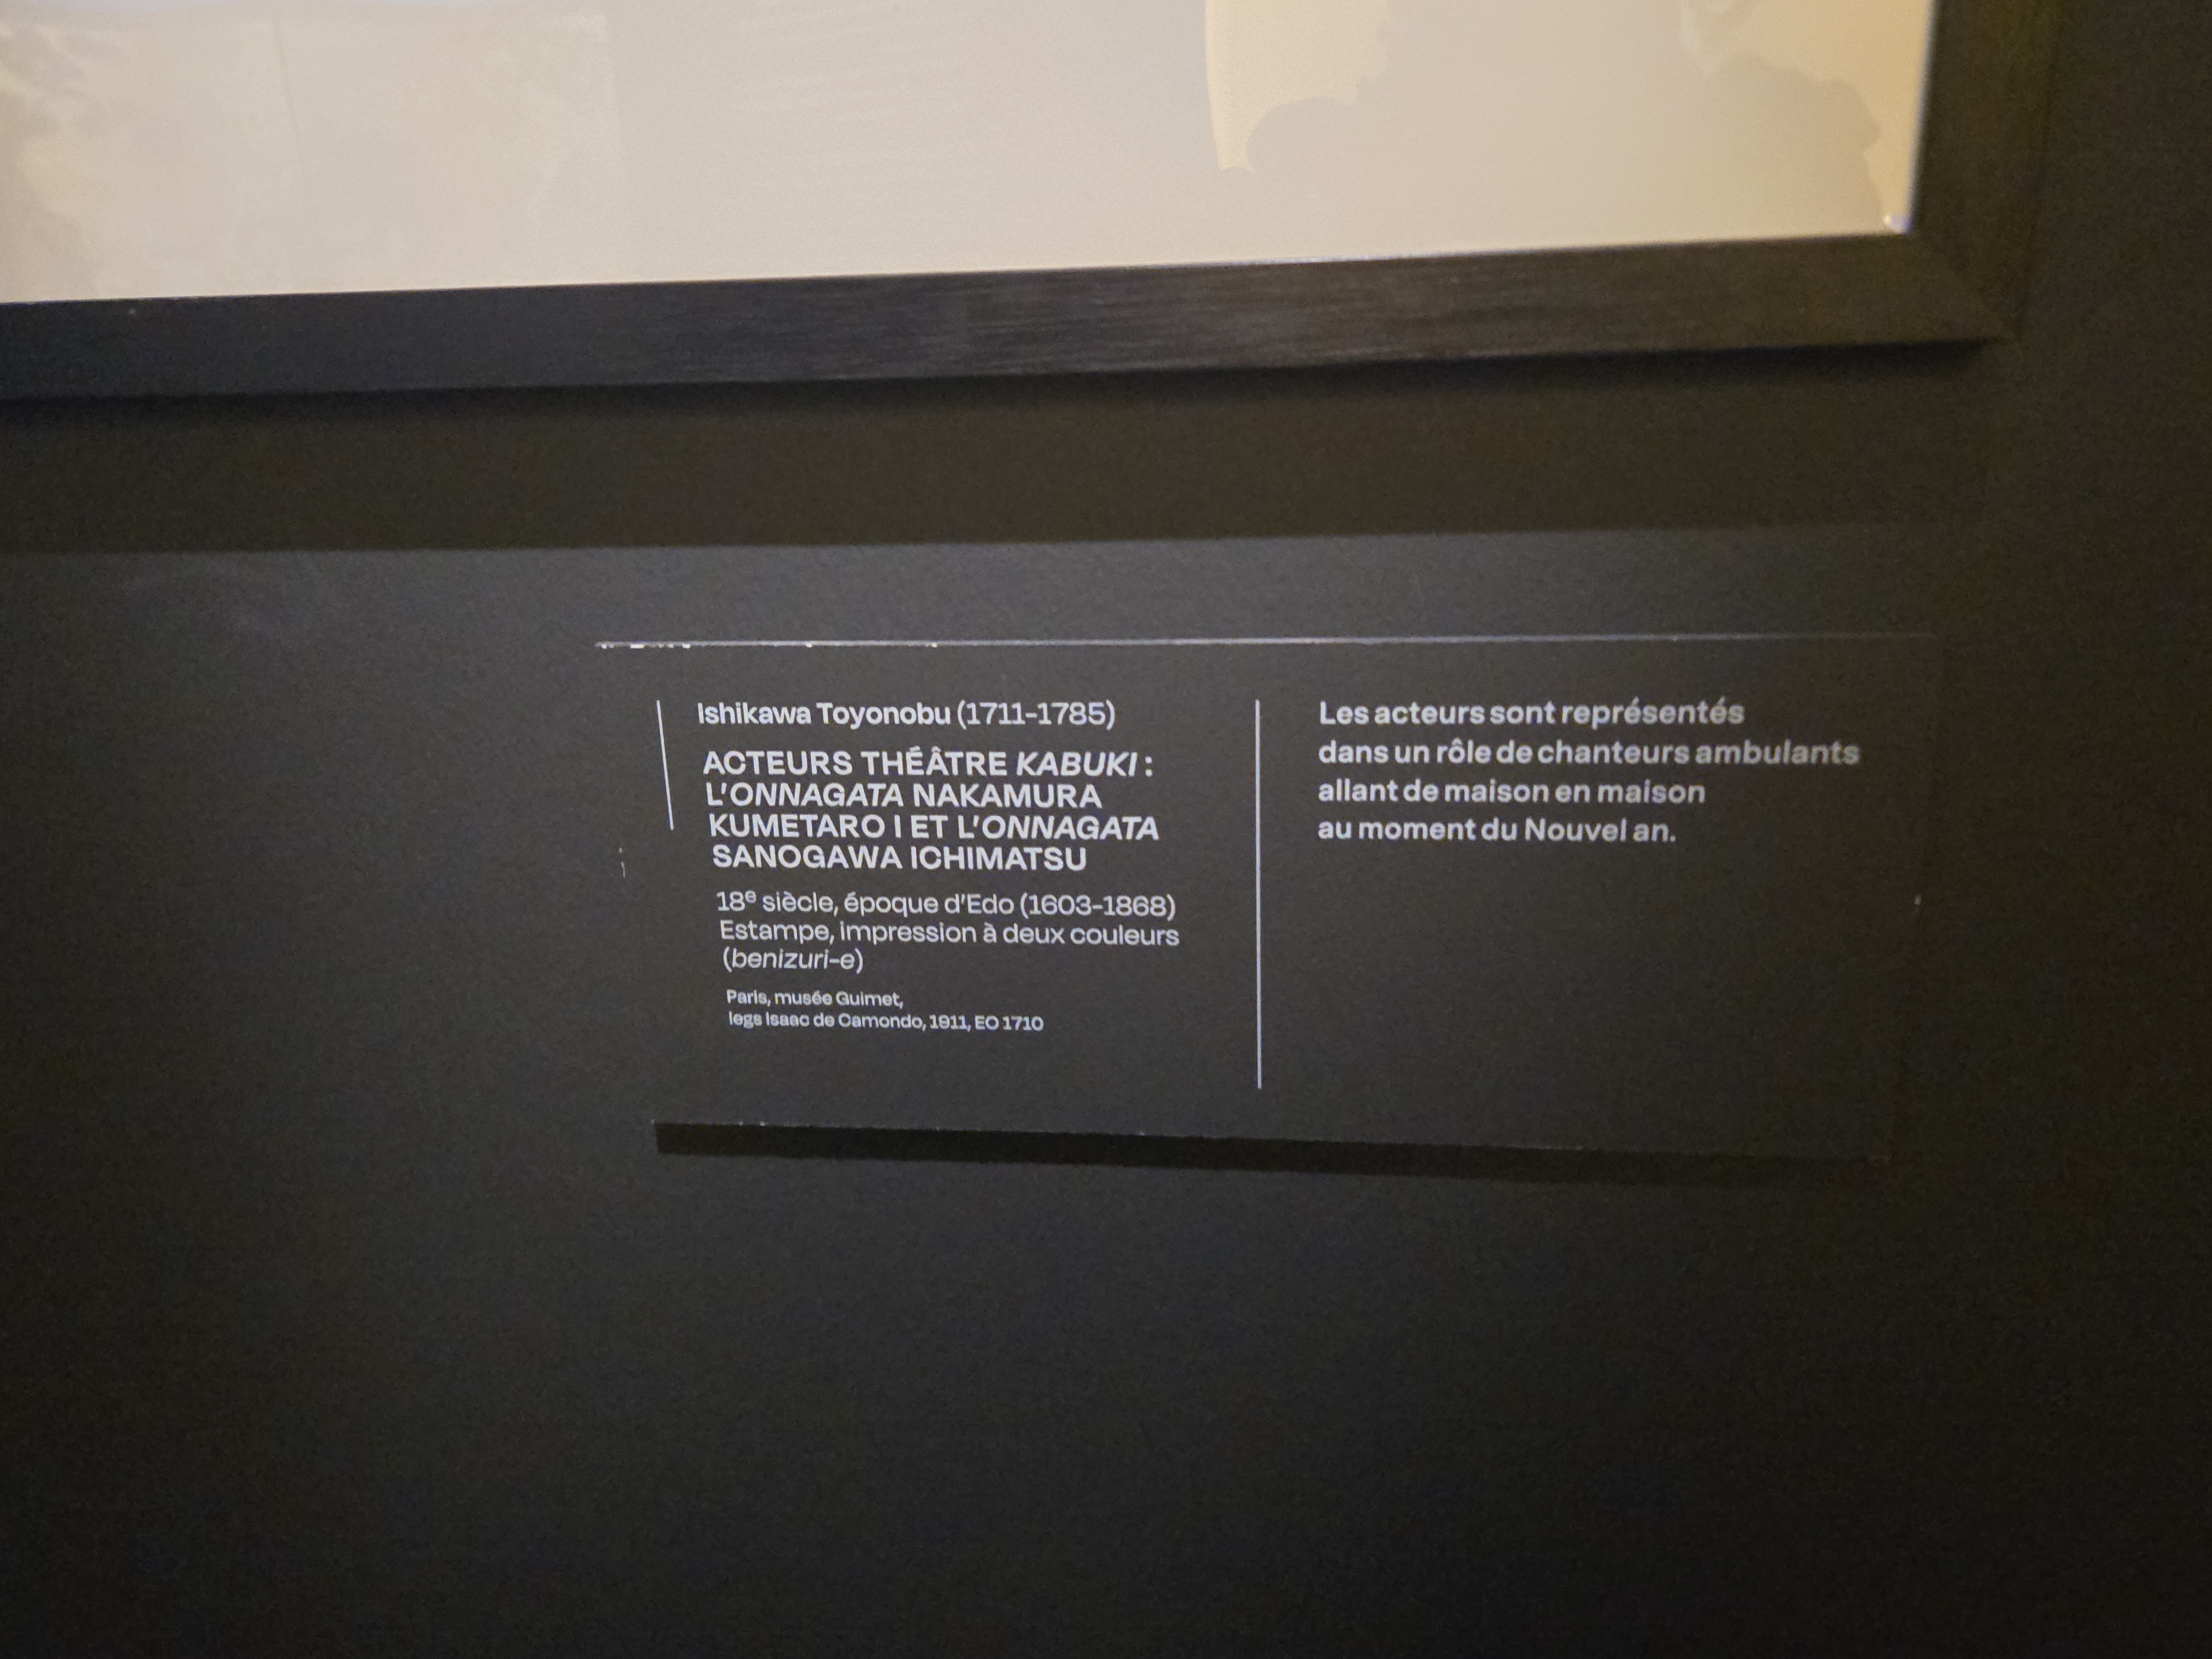 Ishikawa Toyonobu (1711-1785)
ACTEURS THÉÂTRE KABUKI :
L'ONNAGATA NAKAMURA
KUMETARO I ET L'ONNAGATA
SANOGAWA ICHIMATSU
18e siècle, époque d'Edo (1603-1868)
Estampe, impression à deux couleurs
(benizuri-e)
Paris, musée Guimet,
legs Isaac de Camondo, 1911, EO 1710
Les acteurs sont représentés
dans un rôle de chanteurs ambulants
allant de maison en maison
au moment du Nouvel an.